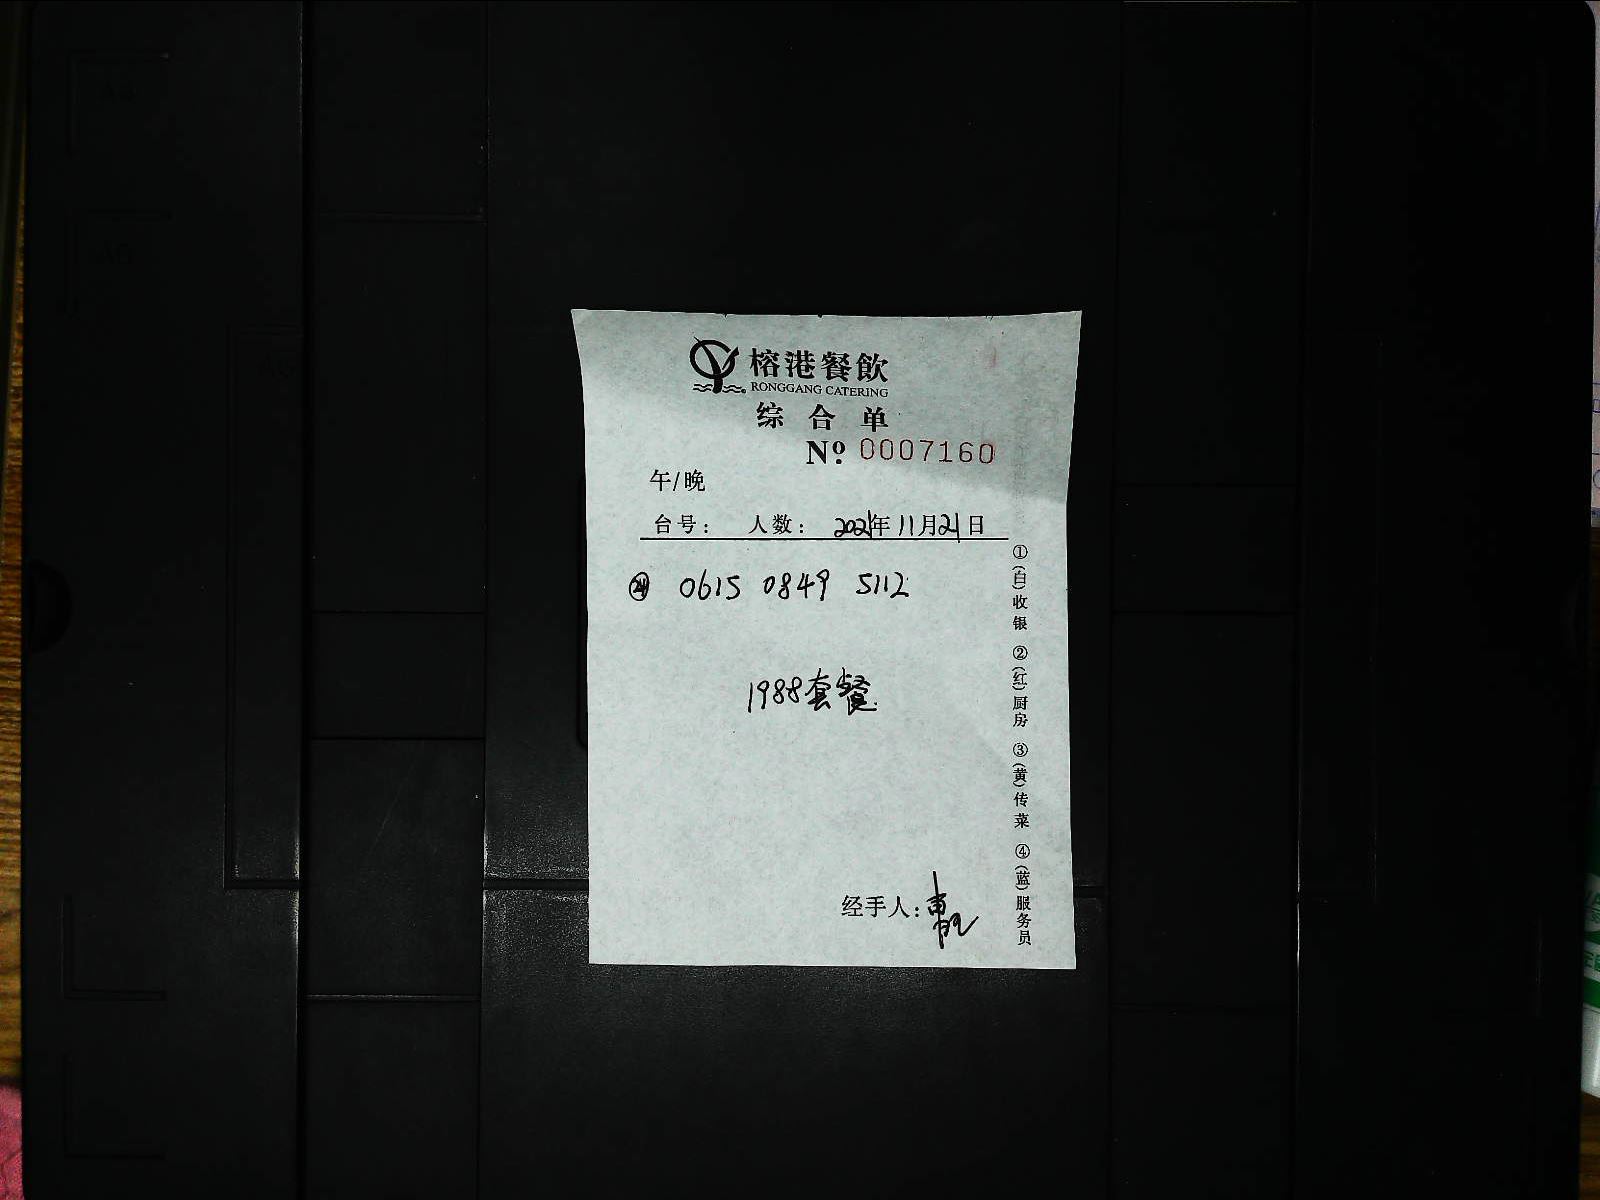 榕港餐飲
RONGGANG CATERING
综合单
Nº 0007160
午/晚
台号： 人数： 2021年11月21日
0615 0849 5112
1988套餐
经手人：
①(白)收银 ②(红)厨房 ③(黄)传菜 ④(蓝)服务员